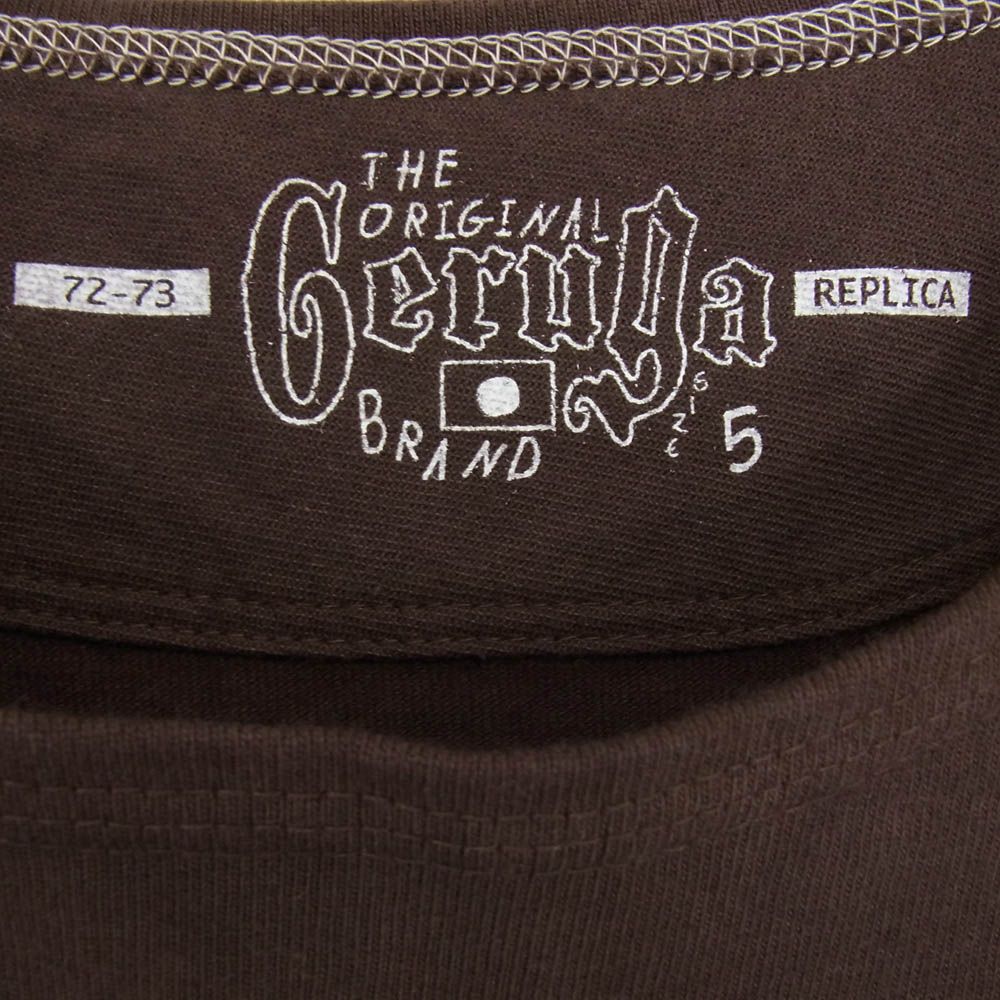 THE
ORIGINAL
72-73
Geruga
REPLICA
BRAND
SIZE 5